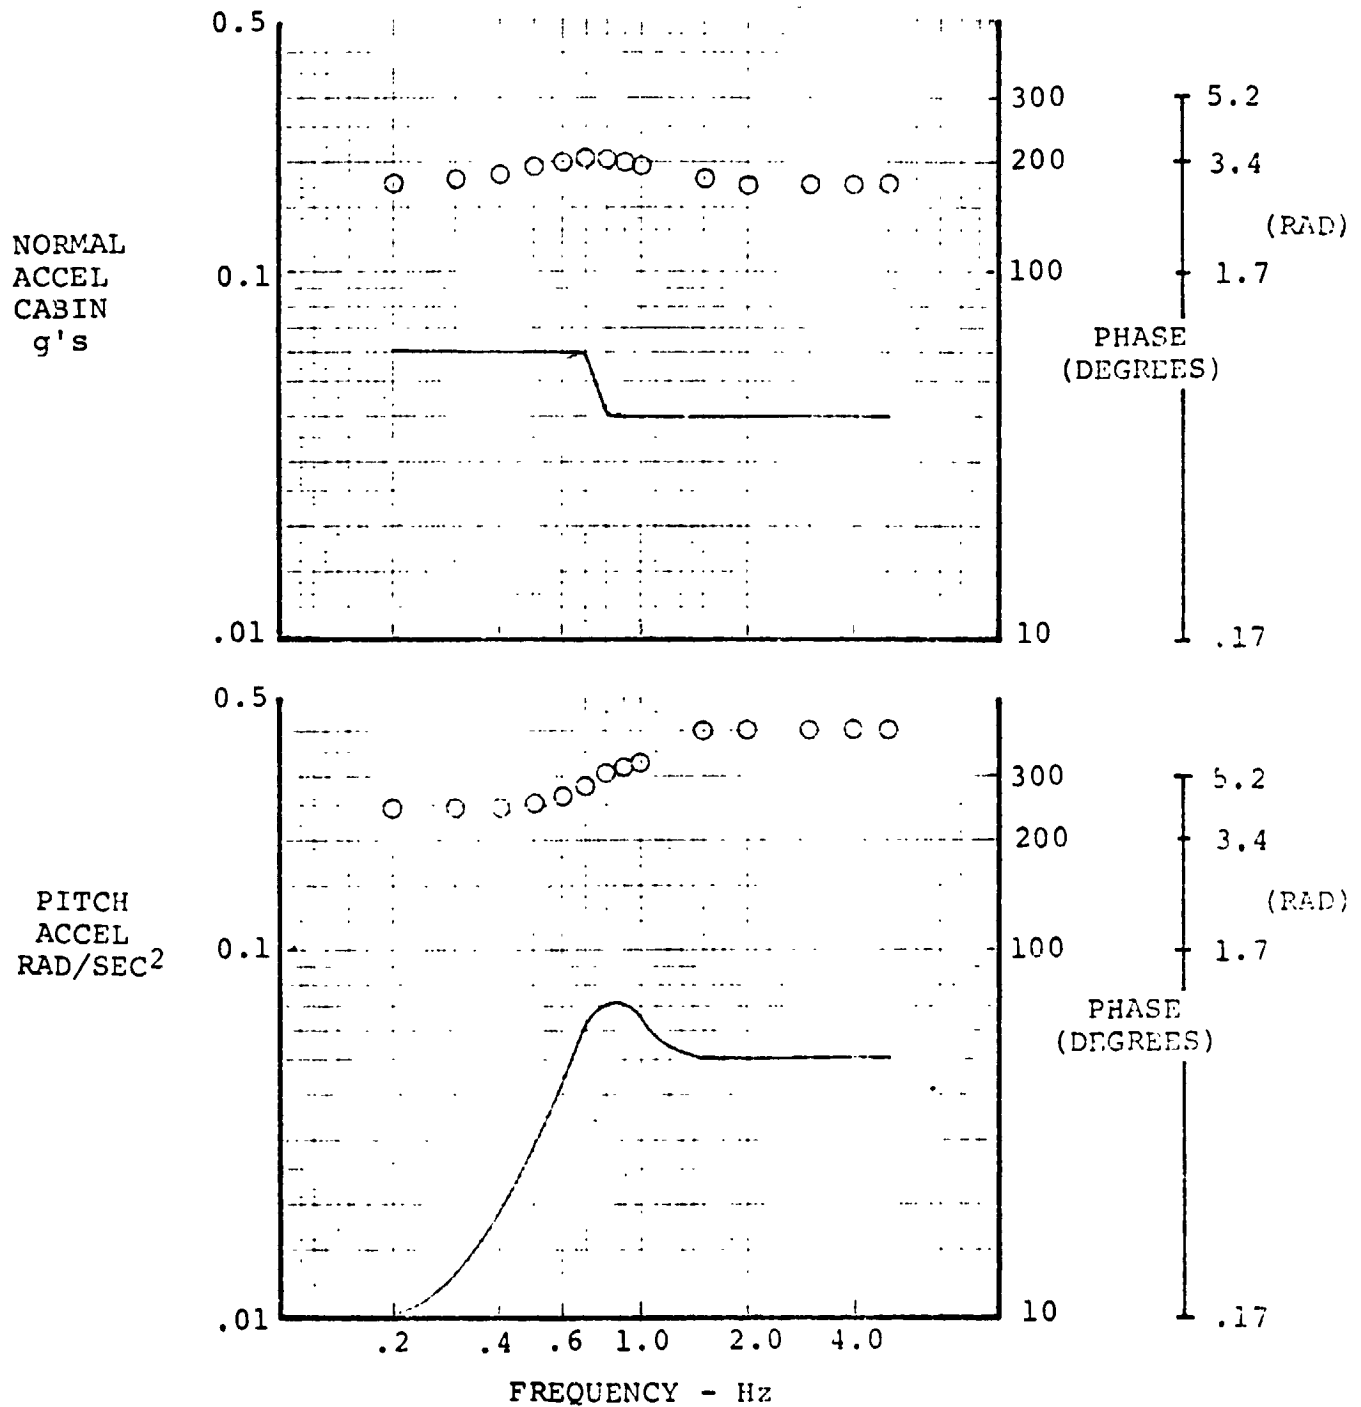 0.5
300
5.2
200
3.4
(RAD)
NORMAL
ACCEL
CABIN
g's
0.1
100
1.7
PHASE
(DEGREES)
.01
10
.17
0.5
300
5.2
200
3.4
PITCH
ACCEL
RAD/SEC²
(RAD)
0.1
100
1.7
PHASE
(DEGREES)
.01
10
.17
.2 .4 .6 1.0 2.0 4.0
FREQUENCY - Hz